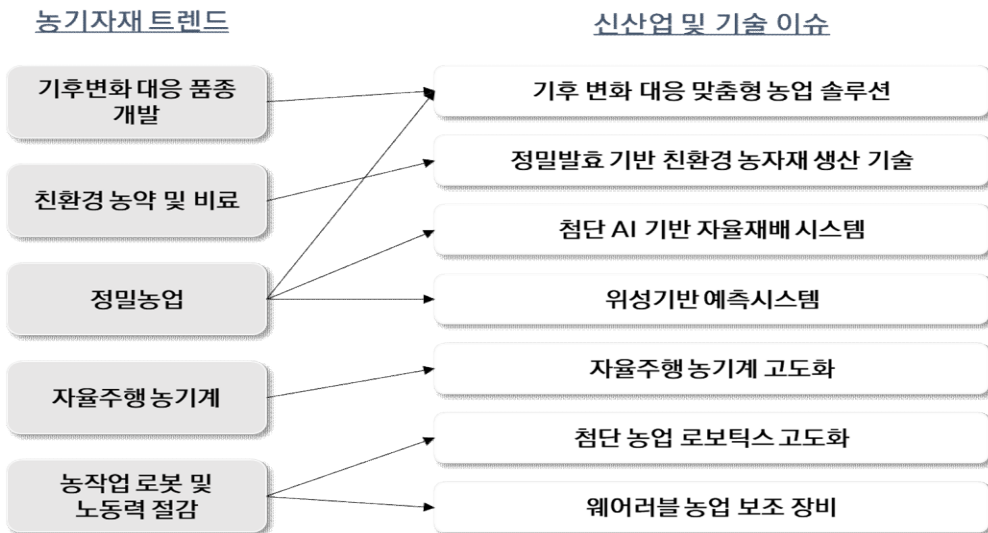 농기자재 트렌드
신산업 및 기술 이슈
기후변화 대응 품종
개발
친환경 농약 및 비료
정밀농업
자율주행 농기계
농작업 로봇 및
노동력 절감
기후 변화 대응 맞춤형 농업 솔루션
정밀발효 기반 친환경 농자재 생산 기술
첨단 AI 기반 자율재배 시스템
위성기반 예측시스템
자율주행 농기계 고도화
첨단 농업 로보틱스 고도화
웨어러블 농업 보조 장비